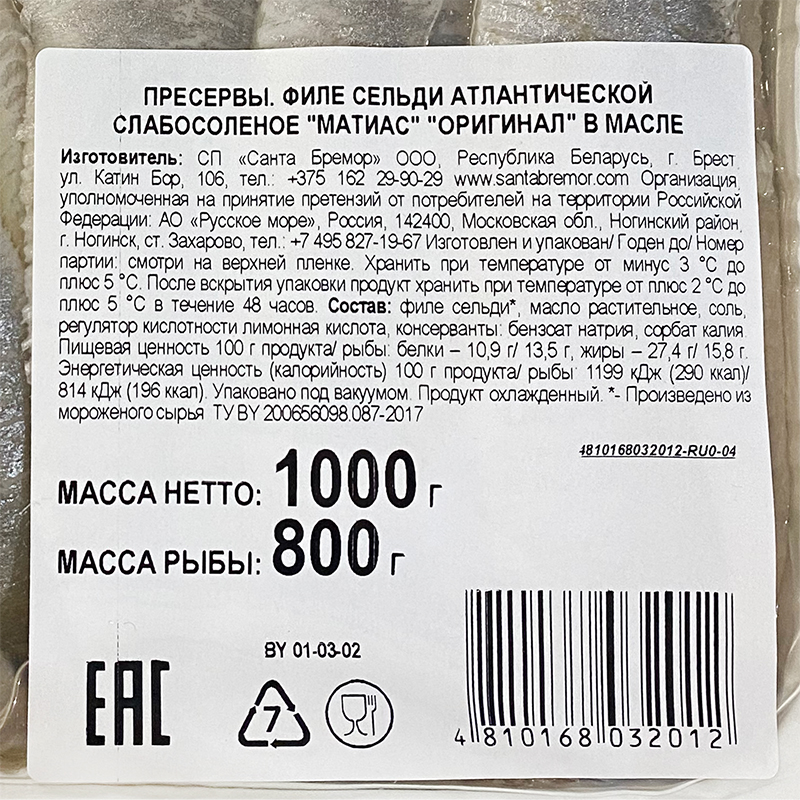 ПРЕСЕРВЫ. ФИЛЕ СЕЛЬДИ АТЛАНТИЧЕСКОЙ
СЛАБОСОЛЕНОЕ "МАТИАС" "ОРИГИНАЛ" В МАСЛЕ
Изготовитель: СП «Санта Бремор» ООО, Республика Беларусь, г. Брест,
ул. Катин Бор, 106, тел.: +375 162 29-90-29 www.santabremor.com Организация,
уполномоченная на принятие претензий от потребителей на территории Российской
Федерации: АО «Русское море», Россия, 142400, Московская обл., Ногинский район,
г. Ногинск, ст. Захарово, тел.: +7 495 827-19-67 Изготовлен и упакован/ Годен до/ Номер
партии: смотри на верхней пленке. Хранить при температуре от минус 3 °С до
плюс 5 °С. После вскрытия упаковки продукт хранить при температуре от плюс 2 °С до
плюс 5 °С в течение 48 часов. Состав: филе сельди*, масло растительное, соль,
регулятор кислотности лимонная кислота, консерванты: бензоат натрия, сорбат калия.
Пищевая ценность 100 г продукта/ рыбы: белки – 10,9 г/ 13,5 г, жиры – 27,4 г/ 15,8 г.
Энергетическая ценность (калорийность) 100 г продукта/ рыбы: 1199 кДж (290 ккал)/
814 кДж (196 ккал). Упаковано под вакуумом. Продукт охлажденный. *- Произведено из
мороженого сырья ТУ BY 200656098.087-2017
4810168032012-RU0-04
МАССА НЕТТО: 1000 г
МАССА РЫБЫ: 800 г
BY 01-03-02
EAC
7
4 810168 032012